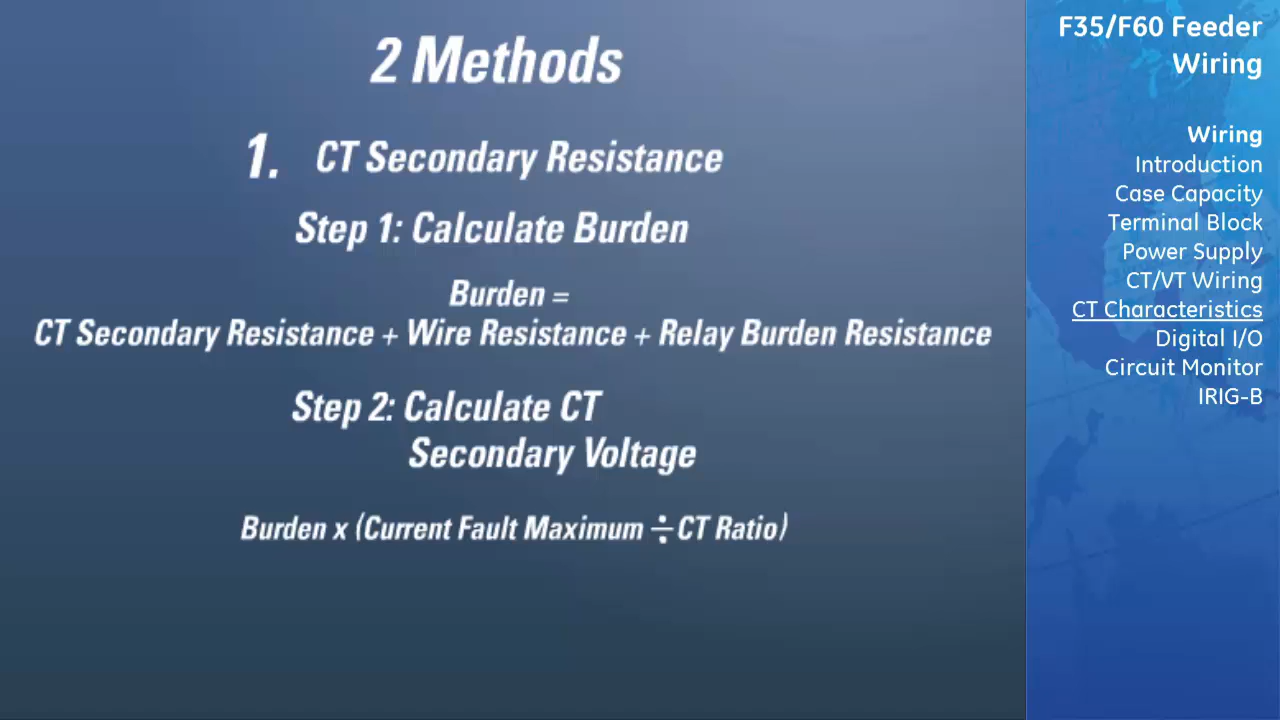 2 Methods
1. CT Secondary Resistance
Step 1: Calculate Burden
Burden =
CT Secondary Resistance + Wire Resistance + Relay Burden Resistance
Step 2: Calculate CT
Secondary Voltage
Burden x (Current Fault Maximum ÷ CT Ratio)
F35/F60 Feeder
Wiring
Wiring
Introduction
Case Capacity
Terminal Block
Power Supply
CT/VT Wiring
CT Characteristics
Digital I/O
Circuit Monitor
IRIG-B